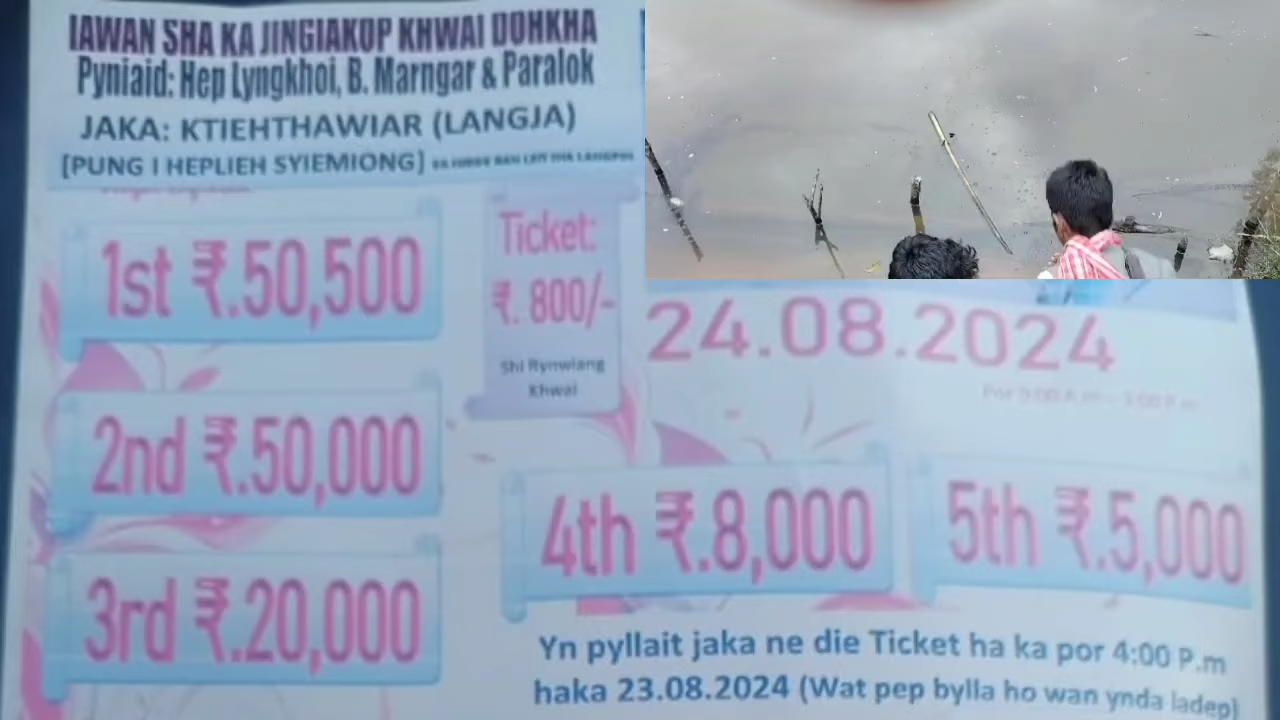 IAWAN SHA KA JINGIAKOP KHWAI DOHKHA
Pyniaid: Hep Lyngkhoi, B. Marngar & Paralok
JAKA: KTIEHTHAWIAR (LANGJA)
[PUNG I HEPLIEH SYIEMIONG]
1st ₹.50,500
2nd ₹.50,000
3rd ₹.20,000
Ticket:
₹. 800/-
Shi Rynwiang
Khwai
24.08.2024
4th ₹.8,000
5th ₹.5,000
Yn pyllait jaka ne die Ticket ha ka por 4:00 P.m
haka 23.08.2024 (Wat pep bylla ho wan ynda ladep)